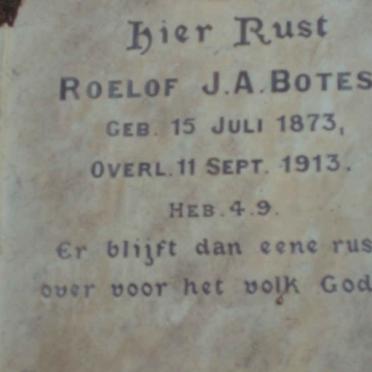 Hier Rust
ROELOF J.A. BOTES
GEB. 15 JULI 1873,
OVERL. 11 SEPT. 1913.
HEB. 4.9.
Er blijft dan eene rus
over voor het volk God